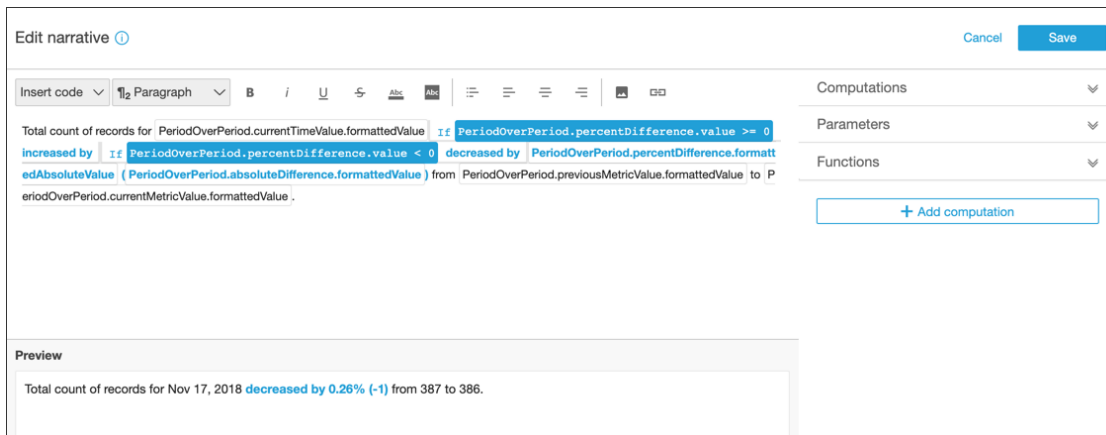 Edit narrative
Cancel
Save
Insert code
¶2 Paragraph
B i U S Abc Abc
Total count of records for PeriodOverPeriod.currentTimeValue.formattedValue If PeriodOverPeriod.percentDifference.value >= 0
increased by If PeriodOverPeriod.percentDifference.value < 0 decreased by PeriodOverPeriod.percentDifference.formatt
edAbsoluteValue ( PeriodOverPeriod.absoluteDifference.formattedValue ) from PeriodOverPeriod.previousMetricValue.formattedValue to P
eriodOverPeriod.currentMetricValue.formattedValue .
Computations
Parameters
Functions
+ Add computation
Preview
Total count of records for Nov 17, 2018 decreased by 0.26% (-1) from 387 to 386.